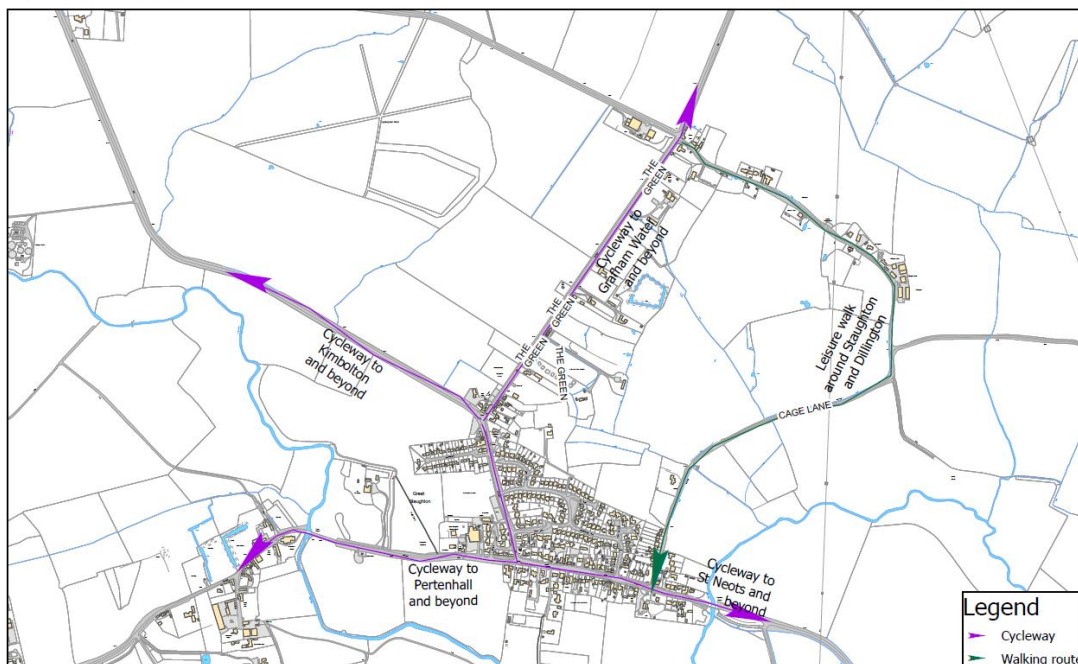 THE GREEN
Cycleway to
Grafham Water
and beyond
THE GREEN
THE GREEN
THE GREEN
Cycleway to
Kimbolton
and beyond
Leisure walk
around Staughton
and Dillington
CAGE LANE
Great
Staughton
Cycleway to
Pertenhall
and beyond
Cycleway to
St Neots and
beyond
Legend
Cycleway
Walking route